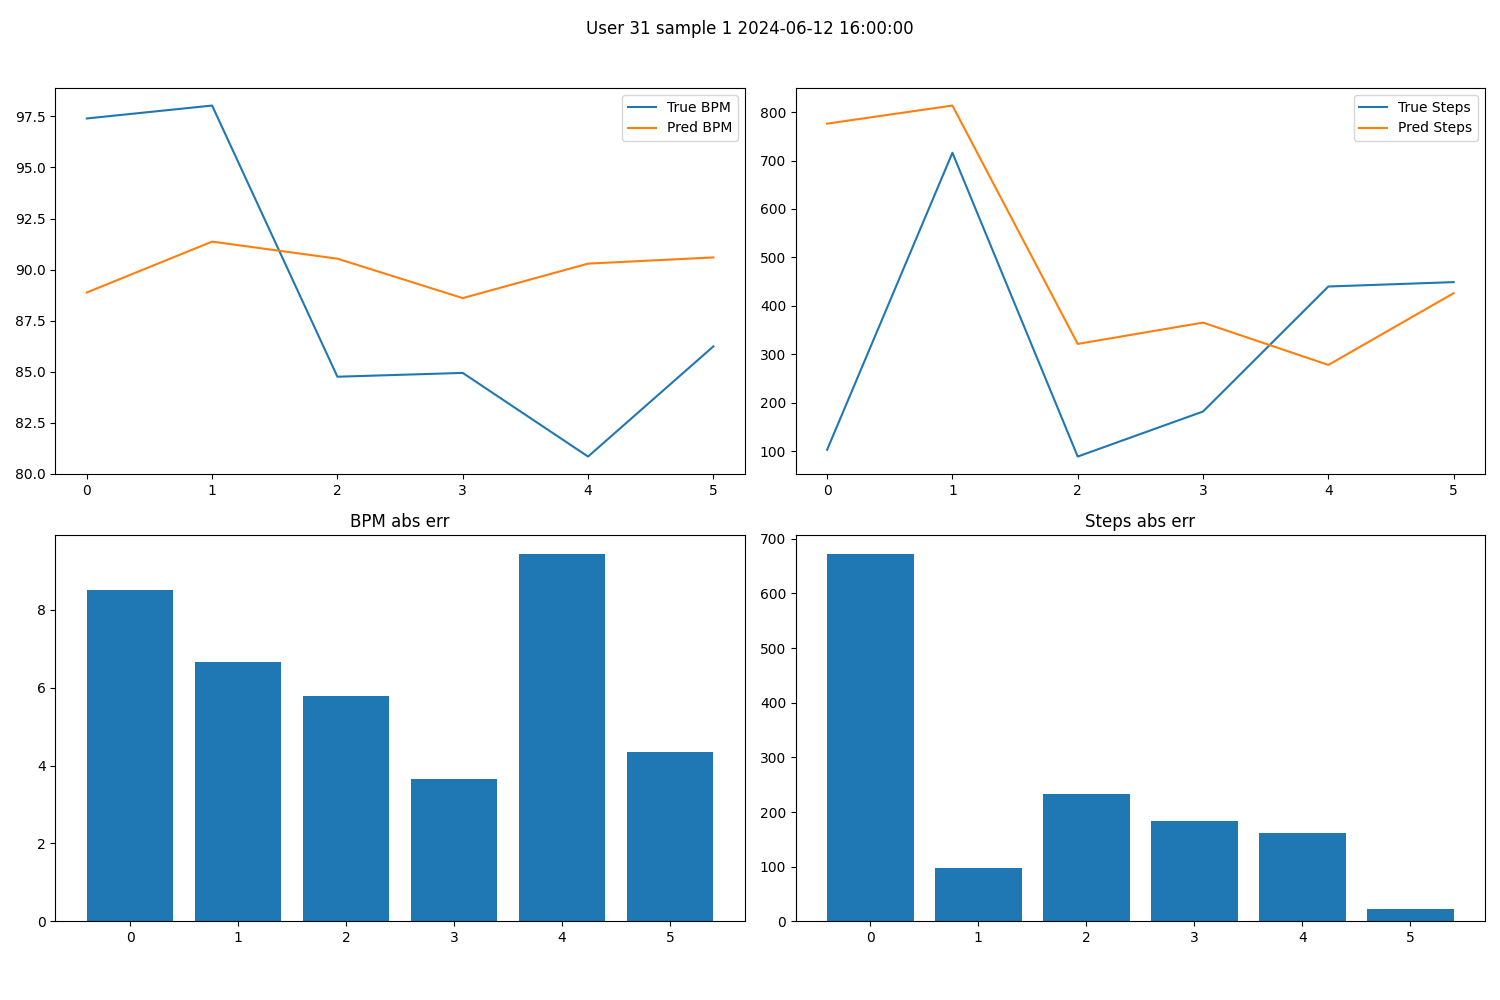 User 31 sample 1 2024-06-12 16:00:00
True BPM
Pred BPM
97.5
95.0
92.5
90.0
87.5
85.0
82.5
80.0
0 1 2 3 4 5
True Steps
Pred Steps
800
700
600
500
400
300
200
100
0 1 2 3 4 5
BPM abs err
8
6
4
2
0
0 1 2 3 4 5
Steps abs err
700
600
500
400
300
200
100
0
0 1 2 3 4 5